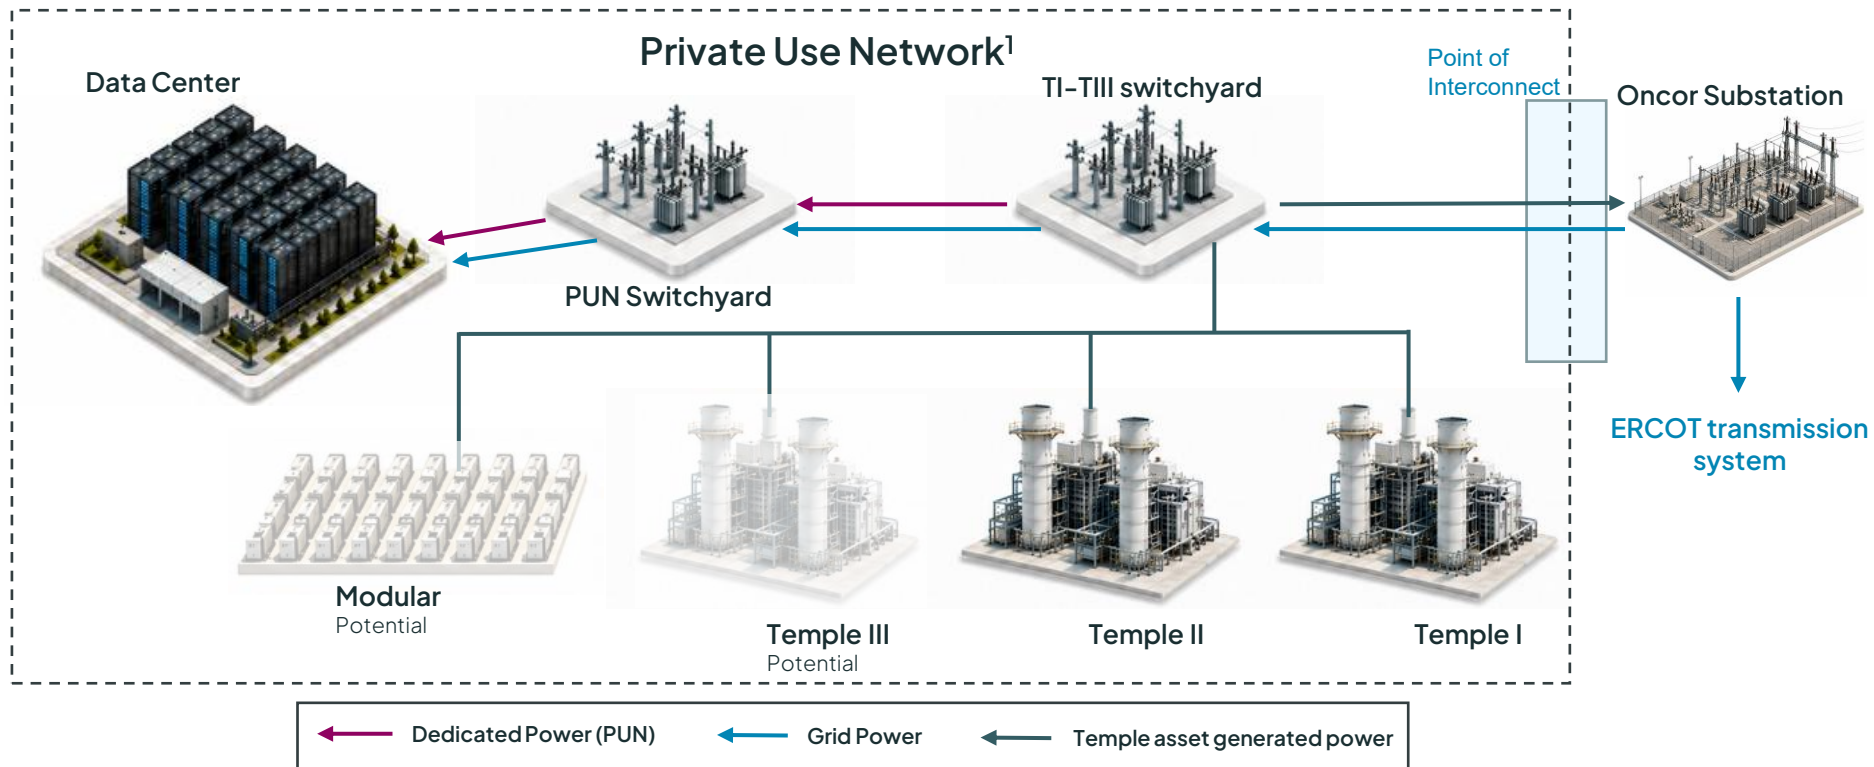 Private Use Network¹
Data Center
TI-TIII switchyard
Point of
Interconnect
Oncor Substation
PUN Switchyard
ERCOT transmission
system
Modular
Potential
Temple III
Potential
Temple II
Temple I
Dedicated Power (PUN)
Grid Power
Temple asset generated power